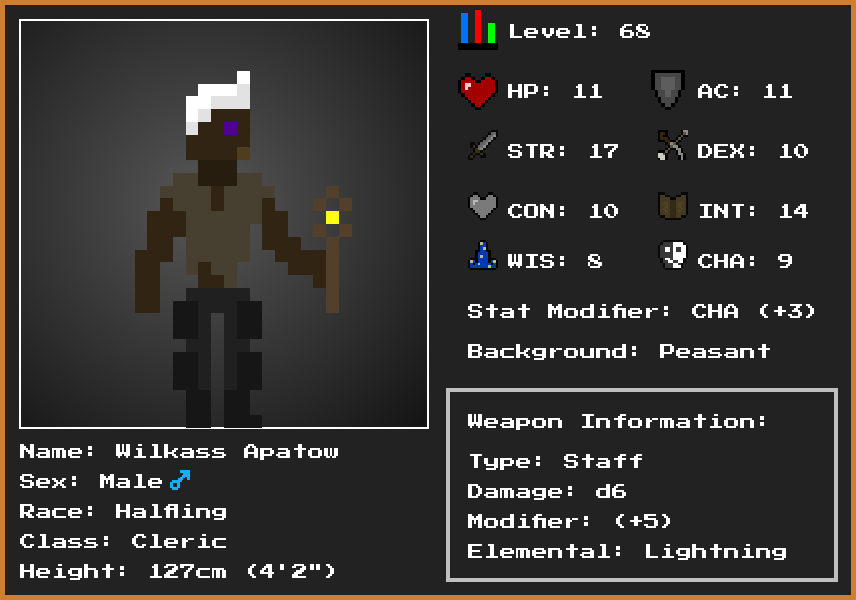 Level: 68
HP: 11 AC: 11
STR: 17 DEX: 10
CON: 10 INT: 14
WIS: 8 CHA: 9
Stat Modifier: CHA (+3)
Background: Peasant
Weapon Information:
Type: Staff
Damage: d6
Modifier: (+5)
Elemental: Lightning
Name: Wilkass Apatow
Sex: Male ♂
Race: Halfling
Class: Cleric
Height: 127cm (4'2")